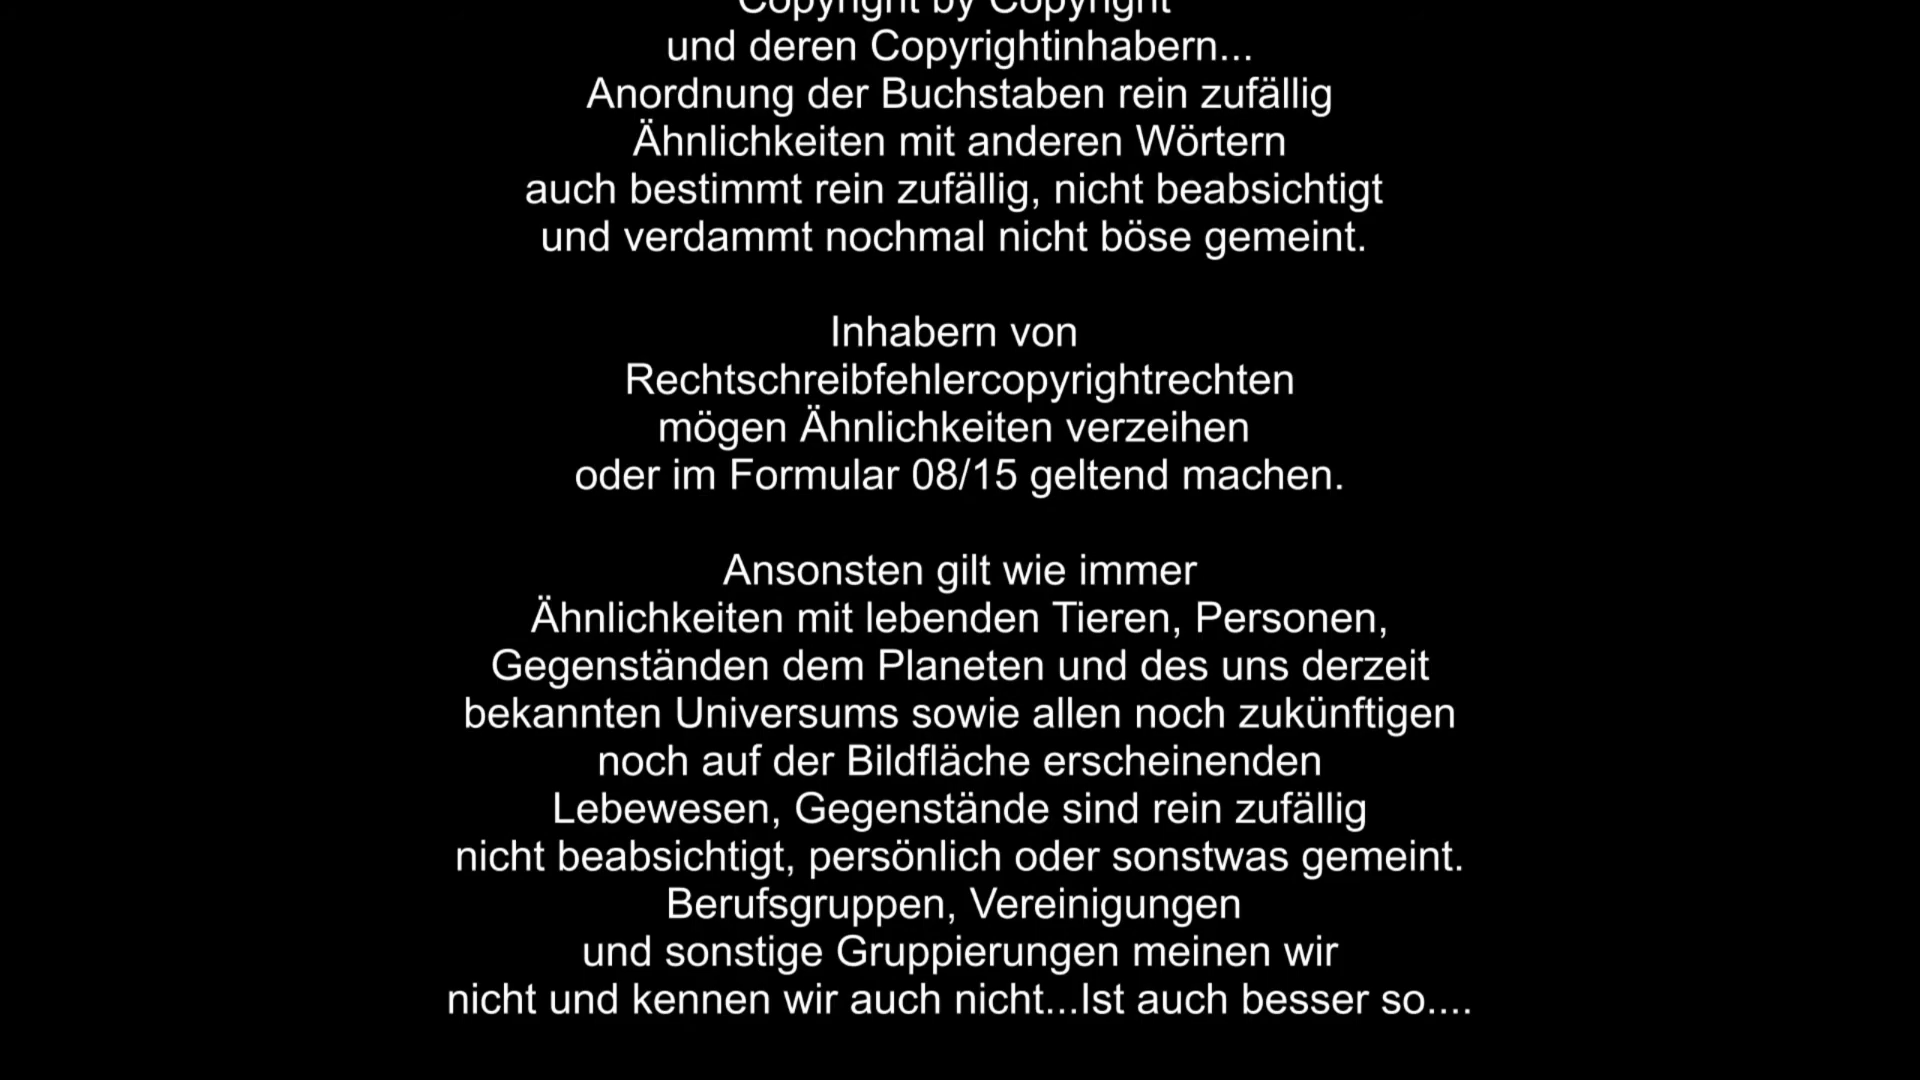 Copyright by Copyright
und deren Copyrightinhabern...
Anordnung der Buchstaben rein zufällig
Ähnlichkeiten mit anderen Wörtern
auch bestimmt rein zufällig, nicht beabsichtigt
und verdammt nochmal nicht böse gemeint.
Inhabern von
Rechtschreibfehlercopyrightrechten
mögen Ähnlichkeiten verzeihen
oder im Formular 08/15 geltend machen.
Ansonsten gilt wie immer
Ähnlichkeiten mit lebenden Tieren, Personen,
Gegenständen dem Planeten und des uns derzeit
bekannten Universums sowie allen noch zukünftigen
noch auf der Bildfläche erscheinenden
Lebewesen, Gegenstände sind rein zufällig
nicht beabsichtigt, persönlich oder sonstwas gemeint.
Berufsgruppen, Vereinigungen
und sonstige Gruppierungen meinen wir
nicht und kennen wir auch nicht...Ist auch besser so....